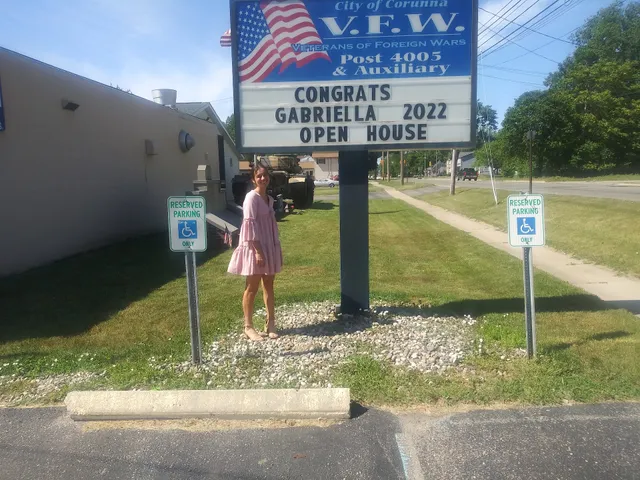 City of Corunna
V.F.W.
VETERANS OF FOREIGN WARS
Post 4005
& Auxiliary
CONGRATS
GABRIELLA 2022
OPEN HOUSE
RESERVED
PARKING
ONLY
RESERVED
PARKING
ONLY